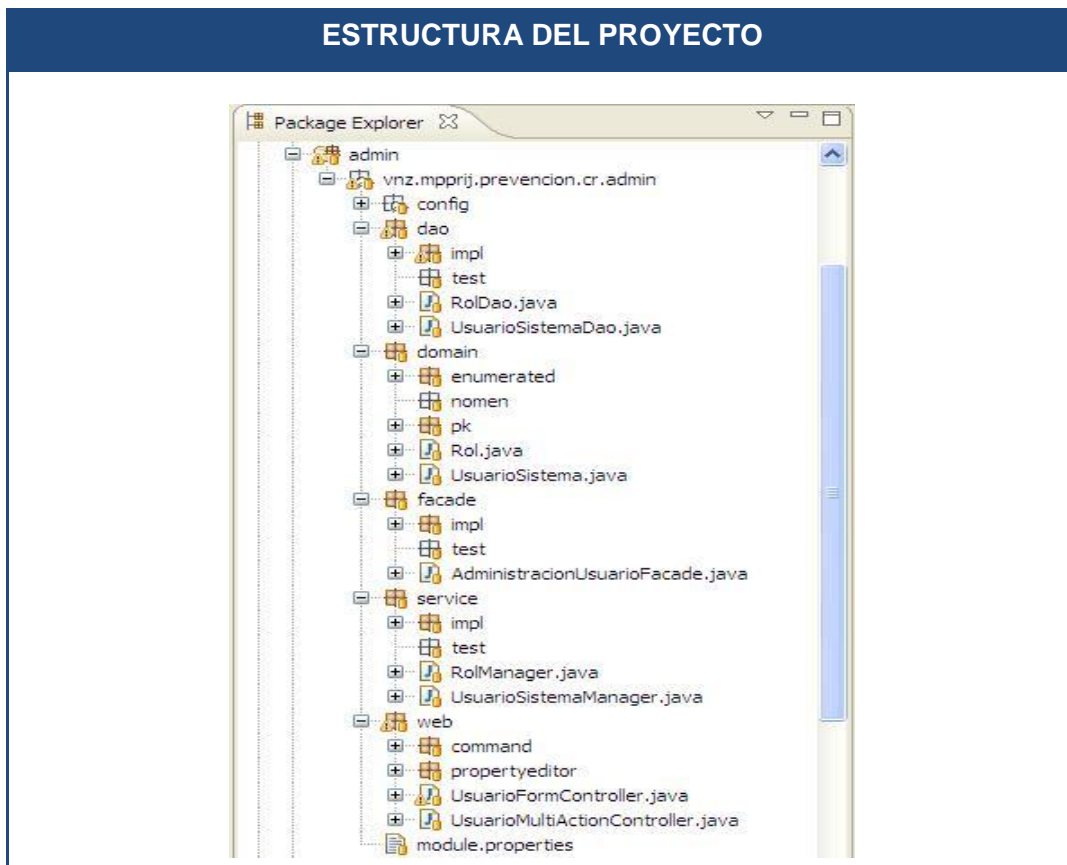 ESTRUCTURA DEL PROYECTO
Package Explorer
admin
vnz.mpprij.prevencion.cr.admin
config
dao
impl
test
RolDao.java
UsuarioSistemaDao.java
domain
enumerated
nomen
pk
Rol.java
UsuarioSistema.java
facade
impl
test
AdministracionUsuarioFacade.java
service
impl
test
RolManager.java
UsuarioSistemaManager.java
web
command
propertyeditor
UsuarioFormController.java
UsuarioMultiActionController.java
module.properties